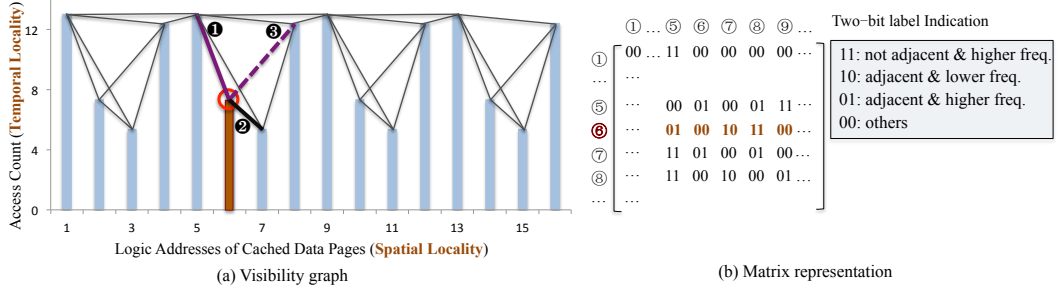 Access Count (Temporal Locality)
12
8
4
0
❶
❸
❷
1 3 5 7 9 11 13 15
Logic Addresses of Cached Data Pages (Spatial Locality)
(a) Visibility graph
① … ⑤ ⑥ ⑦ ⑧ ⑨ …
① 00 … 11 00 00 00 00 …
… …
⑤ … 00 01 00 01 11
⑥ … 01 00 10 11 00 …
⑦ … 11 01 00 01 00 …
⑧ … 11 00 10 00 01 …
… …
(b) Matrix representation
Two-bit label Indication
11: not adjacent & higher freq.
10: adjacent & lower freq.
01: adjacent & higher freq.
00: others